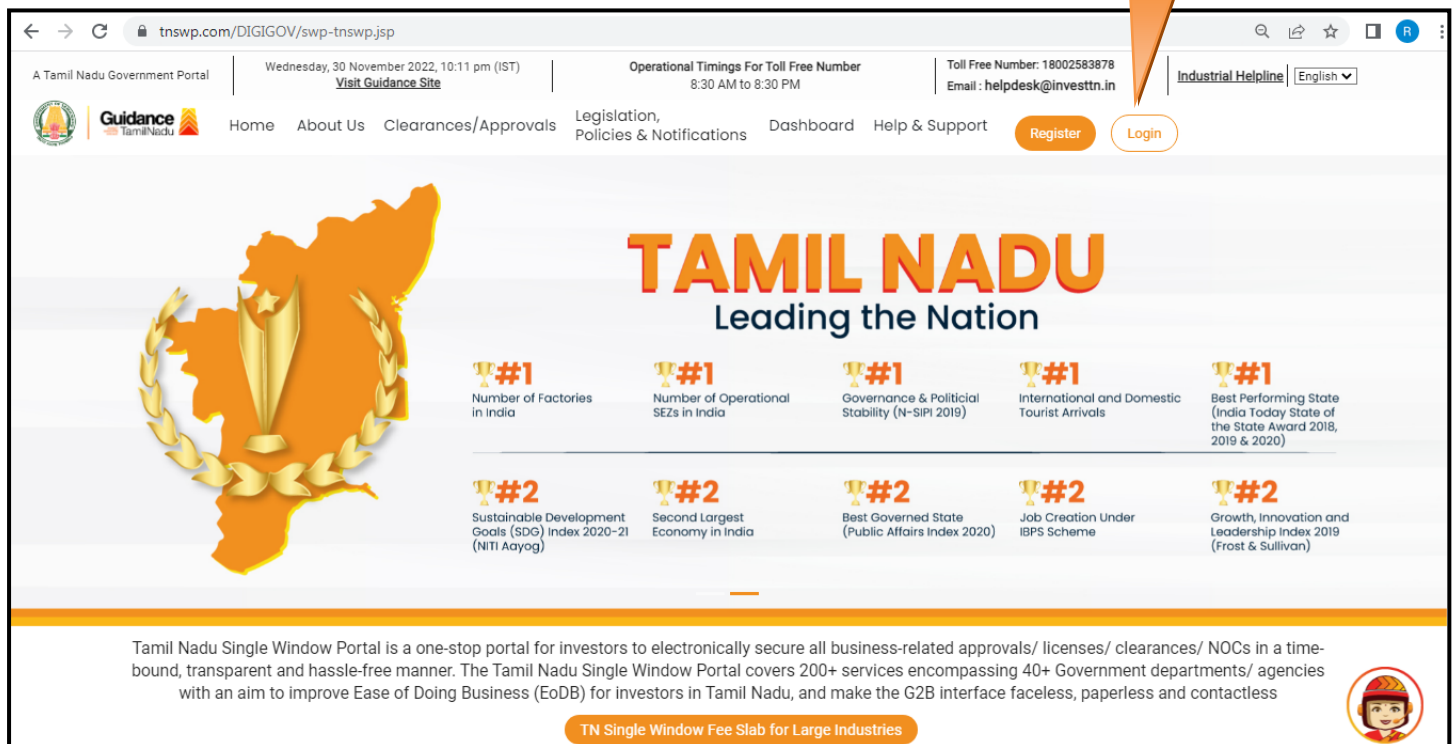 tnswp.com/DIGIGOV/swp-tnswp.jsp
R
A Tamil Nadu Government Portal
Wednesday, 30 November 2022, 10:11 pm (IST)
Visit Guidance Site
Operational Timings For Toll Free Number
8:30 AM to 8:30 PM
Toll Free Number: 18002583878
Email : helpdesk@investtn.in
Industrial Helpline
English
Guidance
TamilNadu
Home
About Us
Clearances/Approvals
Legislation,
Policies & Notifications
Dashboard
Help & Support
Register
Login
TAMIL NADU
Leading the Nation
#1
Number of Factories
in India
#1
Number of Operational
SEZs in India
#1
Governance & Politicial
Stability (N-SIPI 2019)
#1
International and Domestic
Tourist Arrivals
#1
Best Performing State
(India Today State of
the State Award 2018,
2019 & 2020)
#2
Sustainable Development
Goals (SDG) Index 2020-21
(NITI Aayog)
#2
Second Largest
Economy in India
#2
Best Governed State
(Public Affairs Index 2020)
#2
Job Creation Under
IBPS Scheme
#2
Growth, Innovation and
Leadership Index 2019
(Frost & Sullivan)
Tamil Nadu Single Window Portal is a one-stop portal for investors to electronically secure all business-related approvals/ licenses/ clearances/ NOCs in a time-
bound, transparent and hassle-free manner. The Tamil Nadu Single Window Portal covers 200+ services encompassing 40+ Government departments/ agencies
with an aim to improve Ease of Doing Business (EoDB) for investors in Tamil Nadu, and make the G2B interface faceless, paperless and contactless
TN Single Window Fee Slab for Large Industries